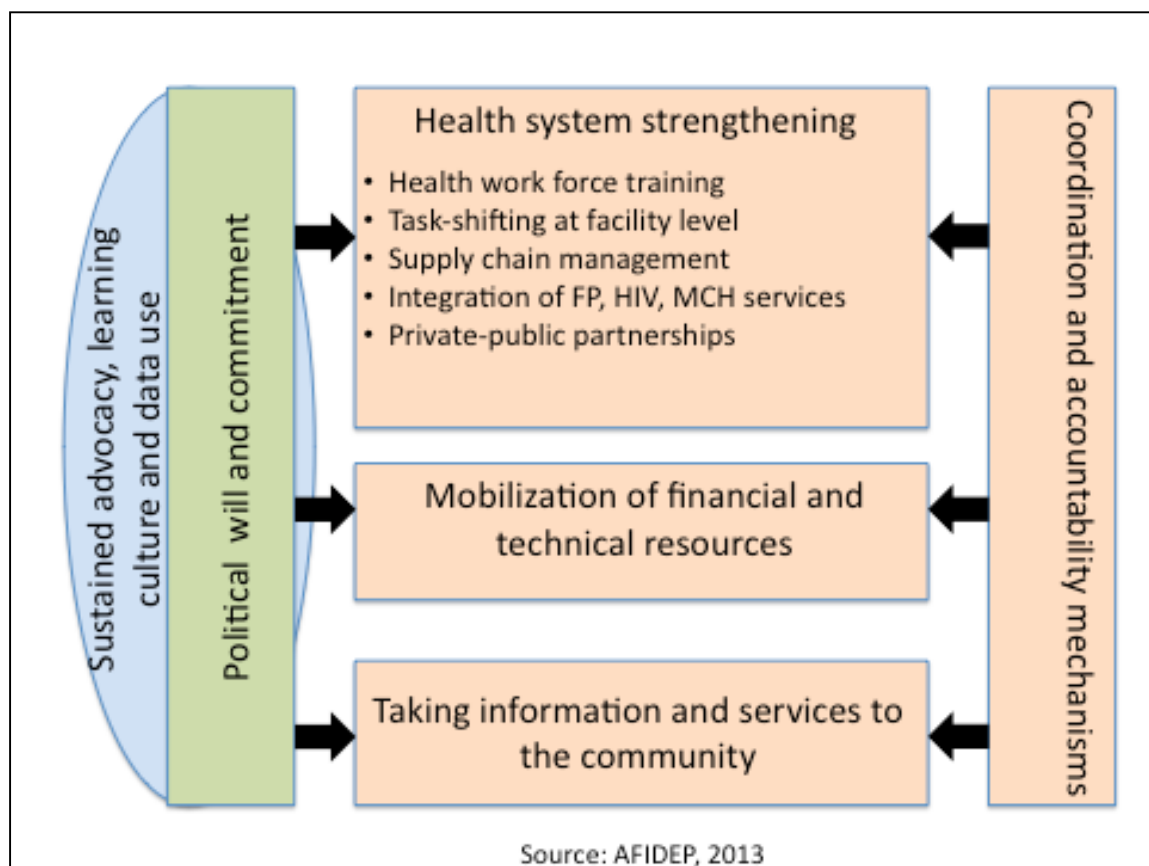 Sustained advocacy, learning
culture and data use
Political will and commitment
Health system strengthening
• Health work force training
• Task-shifting at facility level
• Supply chain management
• Integration of FP, HIV, MCH services
• Private-public partnerships
Mobilization of financial and
technical resources
Taking information and services to
the community
Coordination and accountability mechanisms
Source: AFIDEP, 2013